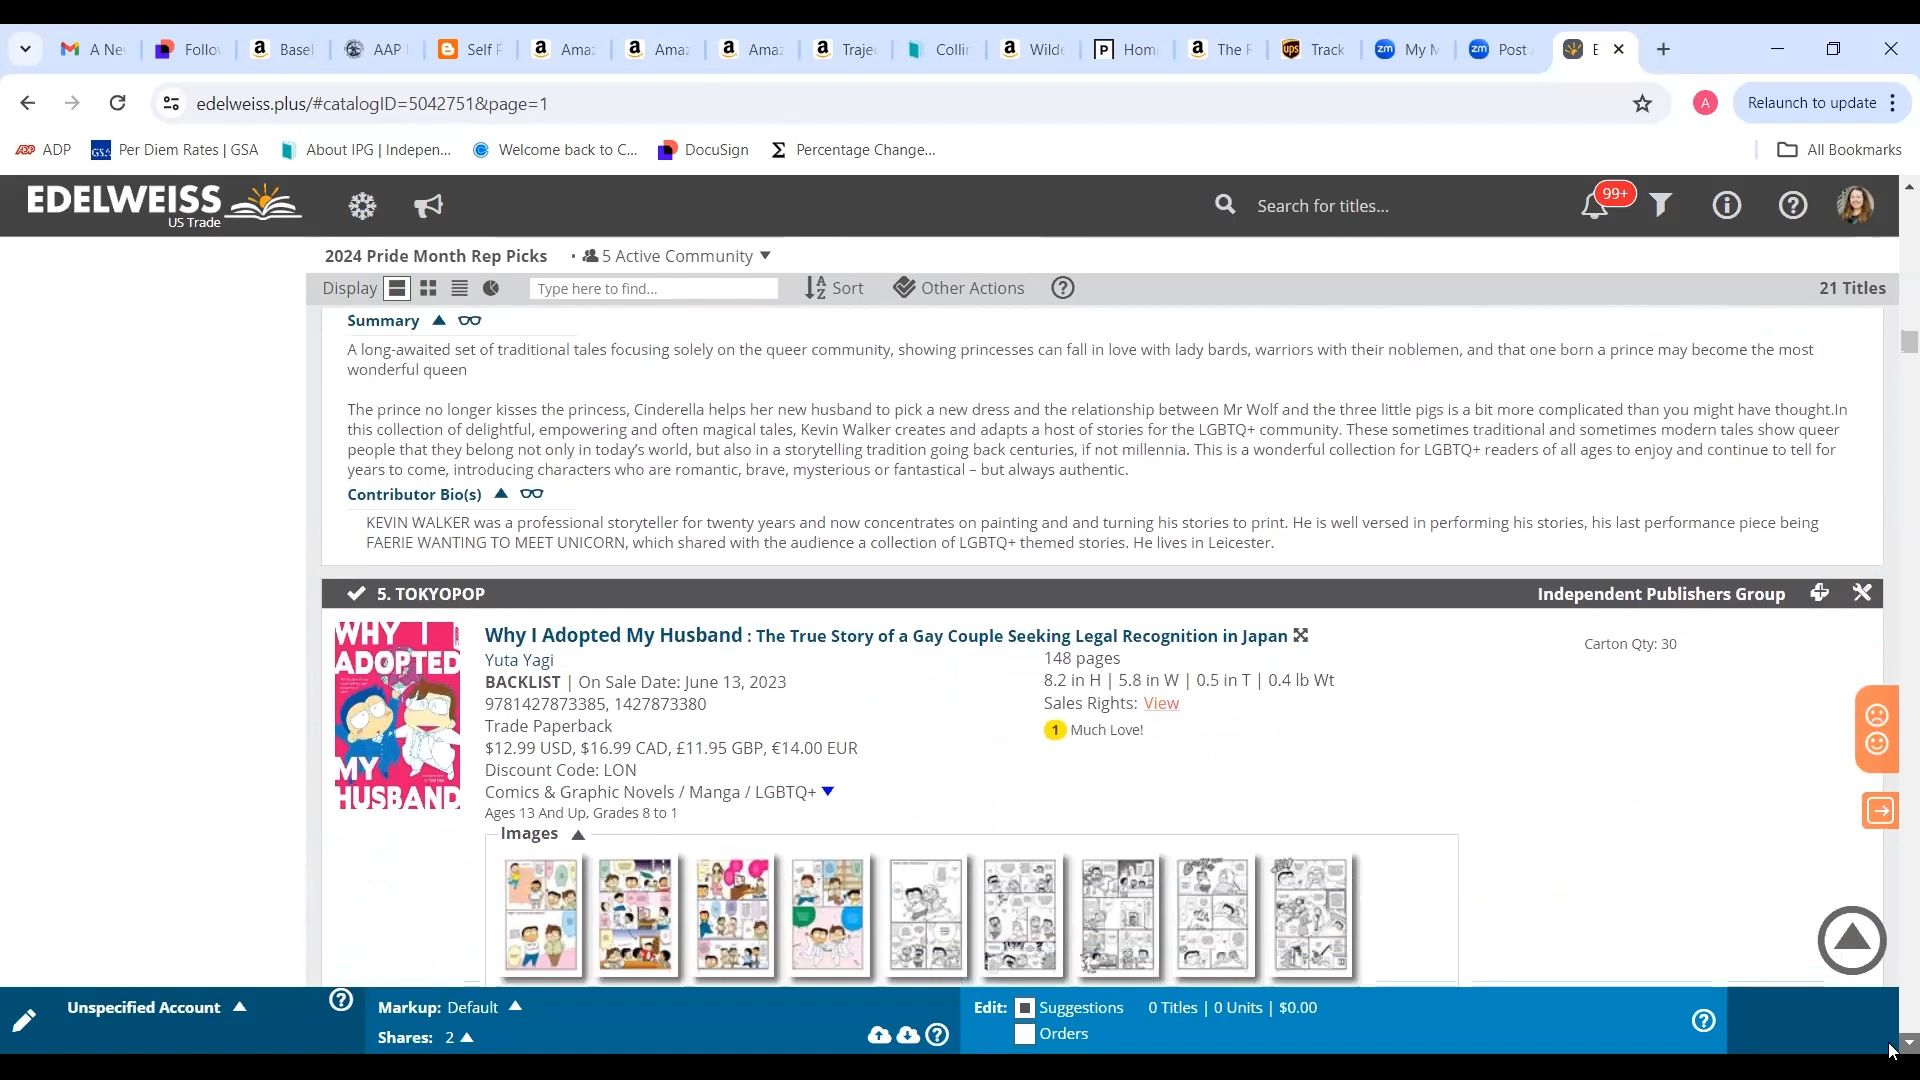 A Ne
Follo
Basel
AAP
Self P
Amaz
Amaz
Amaz
Traje
Collin
Wilde
Hom
The F
Track
My M
Post
E
edelweiss.plus/#catalogID=5042751&page=1
A
Relaunch to update
ADP
Per Diem Rates | GSA
About IPG | Indepen...
Welcome back to C...
DocuSign
Percentage Change...
All Bookmarks
EDELWEISS
US Trade
Search for titles...
99+
2024 Pride Month Rep Picks • 5 Active Community
Display
Type here to find...
Sort
Other Actions
21 Titles
Summary
A long-awaited set of traditional tales focusing solely on the queer community, showing princesses can fall in love with lady bards, warriors with their noblemen, and that one born a prince may become the most
wonderful queen
The prince no longer kisses the princess, Cinderella helps her new husband to pick a new dress and the relationship between Mr Wolf and the three little pigs is a bit more complicated than you might have thought.In
this collection of delightful, empowering and often magical tales, Kevin Walker creates and adapts a host of stories for the LGBTQ+ community. These sometimes traditional and sometimes modern tales show queer
people that they belong not only in today's world, but also in a storytelling tradition going back centuries, if not millennia. This is a wonderful collection for LGBTQ+ readers of all ages to enjoy and continue to tell for
years to come, introducing characters who are romantic, brave, mysterious or fantastical – but always authentic.
Contributor Bio(s)
KEVIN WALKER was a professional storyteller for twenty years and now concentrates on painting and and turning his stories to print. He is well versed in performing his stories, his last performance piece being
FAERIE WANTING TO MEET UNICORN, which shared with the audience a collection of LGBTQ+ themed stories. He lives in Leicester.
5. TOKYOPOP
Independent Publishers Group
WHY I
ADOPTED
MY
HUSBAND
Why I Adopted My Husband : The True Story of a Gay Couple Seeking Legal Recognition in Japan
Yuta Yagi
BACKLIST | On Sale Date: June 13, 2023
9781427873385, 1427873380
Trade Paperback
$12.99 USD, $16.99 CAD, £11.95 GBP, €14.00 EUR
Discount Code: LON
Comics & Graphic Novels / Manga / LGBTQ+
Ages 13 And Up, Grades 8 to 1
148 pages
8.2 in H | 5.8 in W | 0.5 in T | 0.4 lb Wt
Sales Rights: View
1 Much Love!
Carton Qty: 30
Images
Unspecified Account
Markup: Default
Shares: 2
Edit:
Suggestions
Orders
0 Titles | 0 Units | $0.00